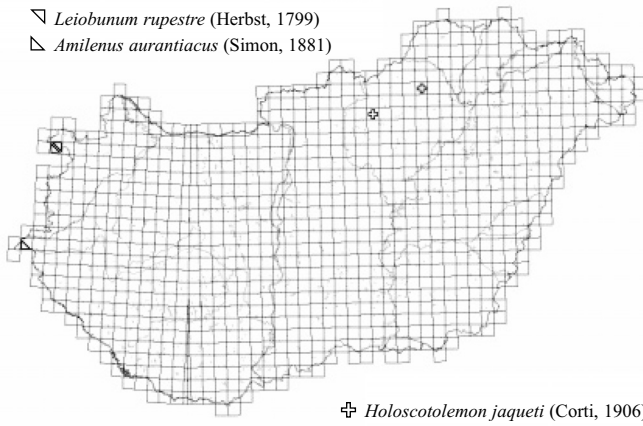 Leiobunum rupestre (Herbst, 1799)
Amilenus aurantiacus (Simon, 1881)
Holoscotolemon jaqueti (Corti, 1906)